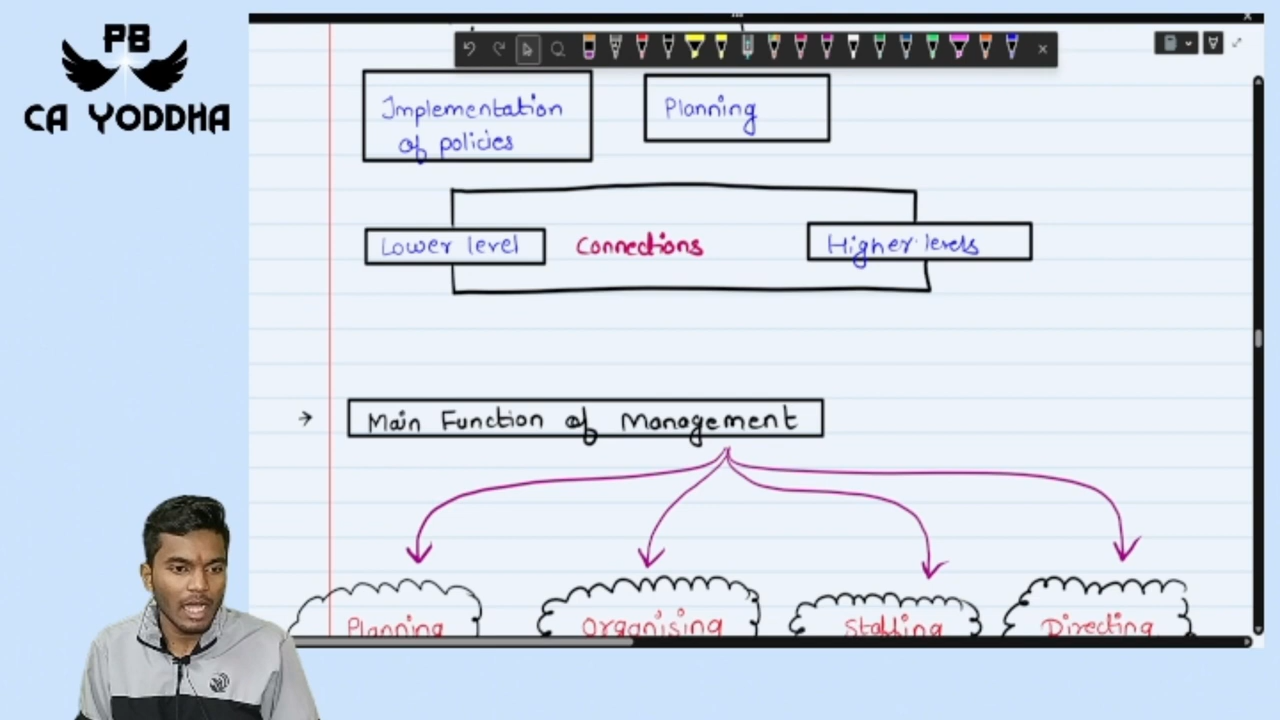 PB
CA YODDHA
Implementation
of policies
Planning
Lower level
Connections
Higher levels
→ Main Function of Management
Planning
Organising
Staffing
Directing